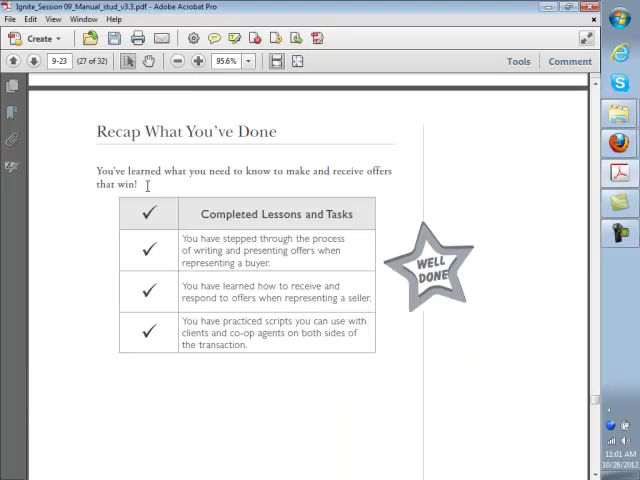 Ignite_Session 09_Manual_stud_v3.3.pdf - Adobe Acrobat Pro
File Edit View Window Help
Create
9-23 (27 of 32) 95.6% Tools Comment
Recap What You've Done
You've learned what you need to know to make and receive offers
that win!
Completed Lessons and Tasks
You have stepped through the process
of writing and presenting offers when
representing a buyer.
WELL
DONE
You have learned how to receive and
respond to offers when representing a seller.
You have practiced scripts you can use with
clients and co-op agents on both sides of
the transaction.
11:01 AM
10/26/2012